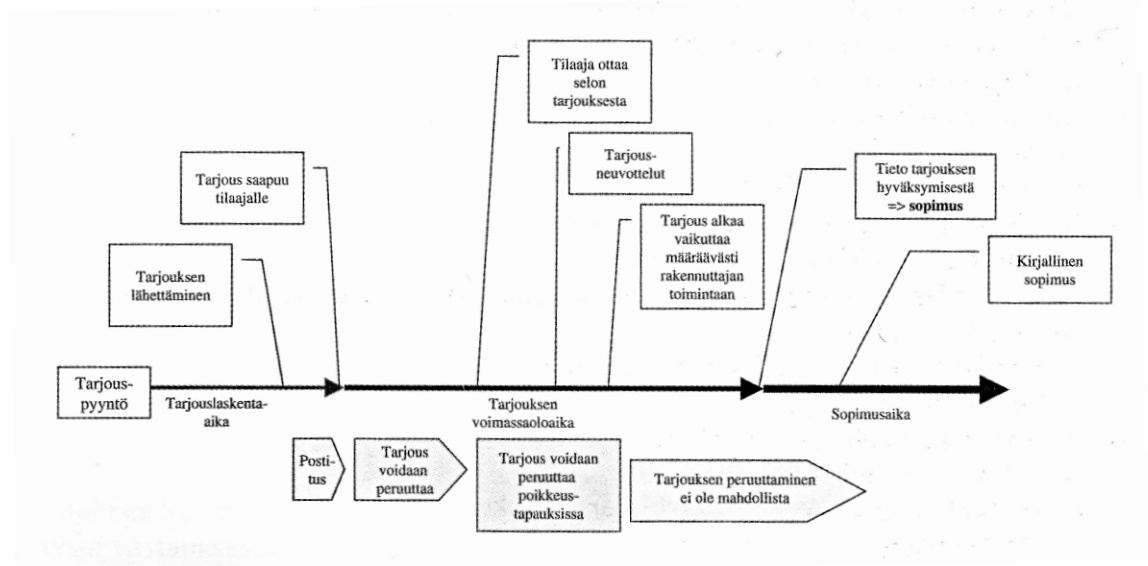 Tilaaja ottaa
selon
tarjouksesta
Tarjous-
neuvottelut
Tarjous saapuu
tilaajalle
Tieto tarjouksen
hyväksymisestä
=> sopimus
Tarjous alkaa
vaikuttaa
määräävästi
rakennuttajan
toimintaan
Tarjouksen
lähettäminen
Kirjallinen
sopimus
Tarjous-
pyyntö
Tarjouslaskenta-
aika
Tarjouksen
voimassaoloaika
Sopimusaika
Posti-
tus
Tarjous
voidaan
peruuttaa
Tarjous voidaan
peruuttaa
poikkeus-
tapauksissa
Tarjouksen peruuttaminen
ei ole mahdollista